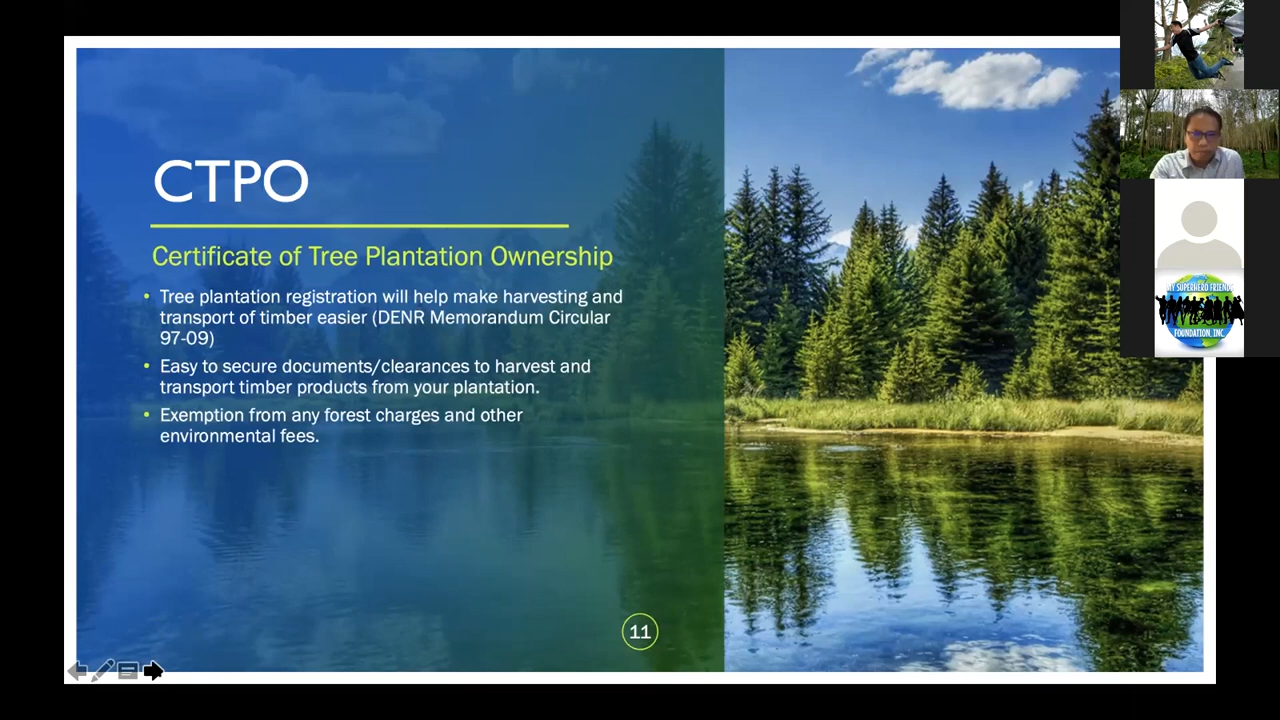 CTPO
Certificate of Tree Plantation Ownership
• Tree plantation registration will help make harvesting and
transport of timber easier (DENR Memorandum Circular
97-09)
• Easy to secure documents/clearances to harvest and
transport timber products from your plantation.
• Exemption from any forest charges and other
environmental fees.
11
MY SUPERHERO FRIENDS
FOUNDATION, INC